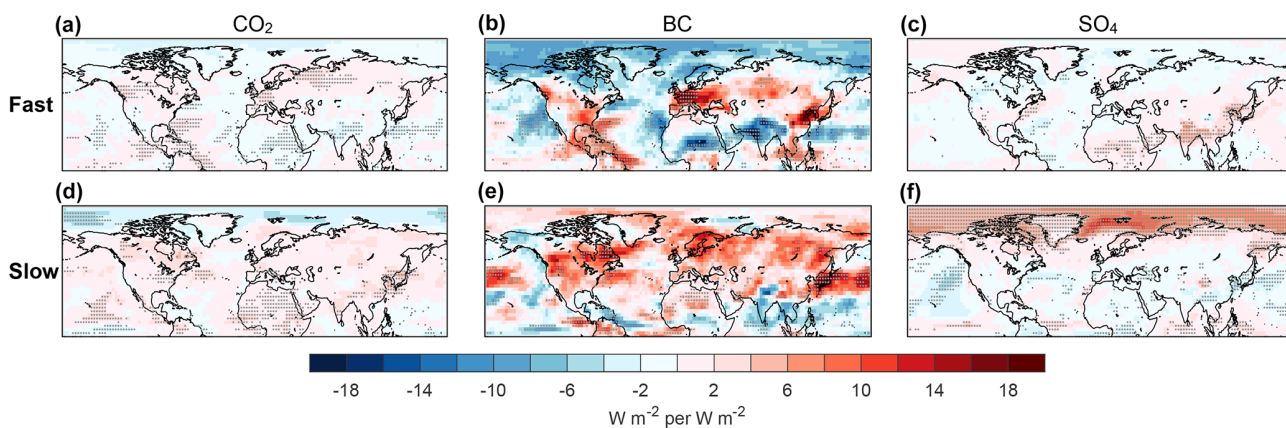 (a) CO₂ (b) BC (c) SO₄
Fast
(d) (e) (f)
Slow
-18 -14 -10 -6 -2 2 6 10 14 18
W m⁻² per W m⁻²